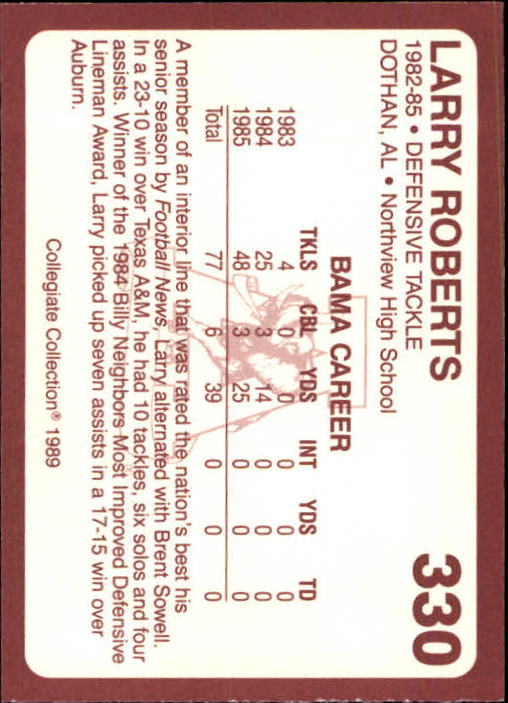 LARRY ROBERTS 330
1982-85 • DEFENSIVE TACKLE
DOTHAN, AL • Northview High School
BAMA CAREER
TKLS CBL YDS INT YDS TD
1983 4 0 0 0 0 0
1984 25 3 14 0 0 0
1985 48 3 25 0 0 0
Total 77 6 39 0 0 0
A member of an interior line that was rated the nation's best his
senior season by Football News, Larry alternated with Brent Sowell.
In a 23-10 win over Texas A&M, he had 10 tackles, six solos and four
assists. Winner of the 1984 Billy Neighbors Most Improved Defensive
Lineman Award, Larry picked up seven assists in a 17-15 win over
Auburn.
Collegiate Collection® 1989